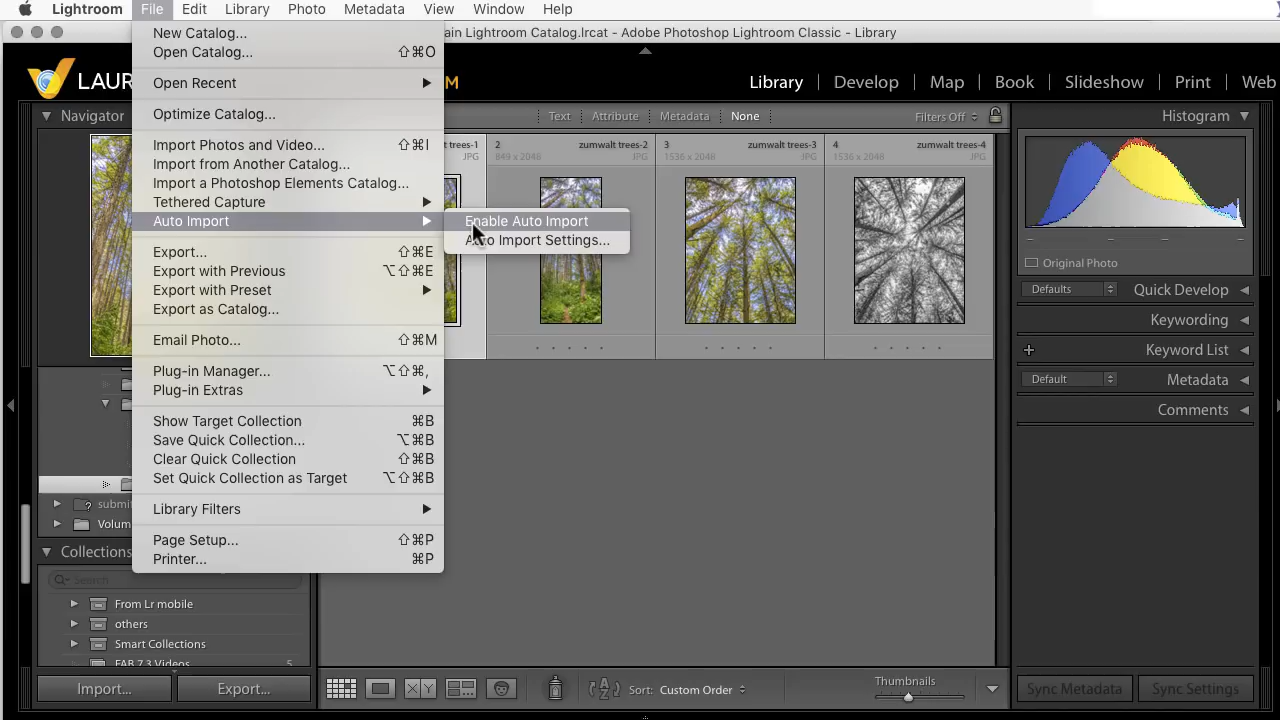 Lightroom File Edit Library Photo Metadata View Window Help
ain Lightroom Catalog.lrcat - Adobe Photoshop Lightroom Classic - Library
LAUR M Library Develop Map Book Slideshow Print Web
New Catalog...
Open Catalog... ⇧⌘O
Open Recent
Optimize Catalog...
Import Photos and Video... ⇧⌘I
Import from Another Catalog...
Import a Photoshop Elements Catalog...
Tethered Capture
Auto Import
Enable Auto Import
Auto Import Settings...
Export... ⇧⌘E
Export with Previous ⌥⇧⌘E
Export with Preset
Export as Catalog...
Email Photo... ⇧⌘M
Plug-in Manager... ⌥⇧⌘,
Plug-in Extras
Show Target Collection ⌘B
Save Quick Collection... ⌥⌘B
Clear Quick Collection ⇧⌘B
Set Quick Collection as Target ⌥⇧⌘B
Library Filters
Page Setup... ⇧⌘P
Printer... ⌘P
Navigator
Text Attribute Metadata None Filters Off
t trees-1
JPG
2 zumwalt trees-2
849 x 2048 JPG
3 zumwalt trees-3
1536 x 2048 JPG
4 zumwalt trees-4
1536 x 2048 JPG
submi
Volum
Collections
Search
From Lr mobile
others
Smart Collections
FAB 7.3 Videos 5
Import... Export...
Sort: Custom Order
Thumbnails
Histogram
Original Photo
Defaults Quick Develop
Keywording
Keyword List
Default Metadata
Comments
Sync Metadata Sync Settings